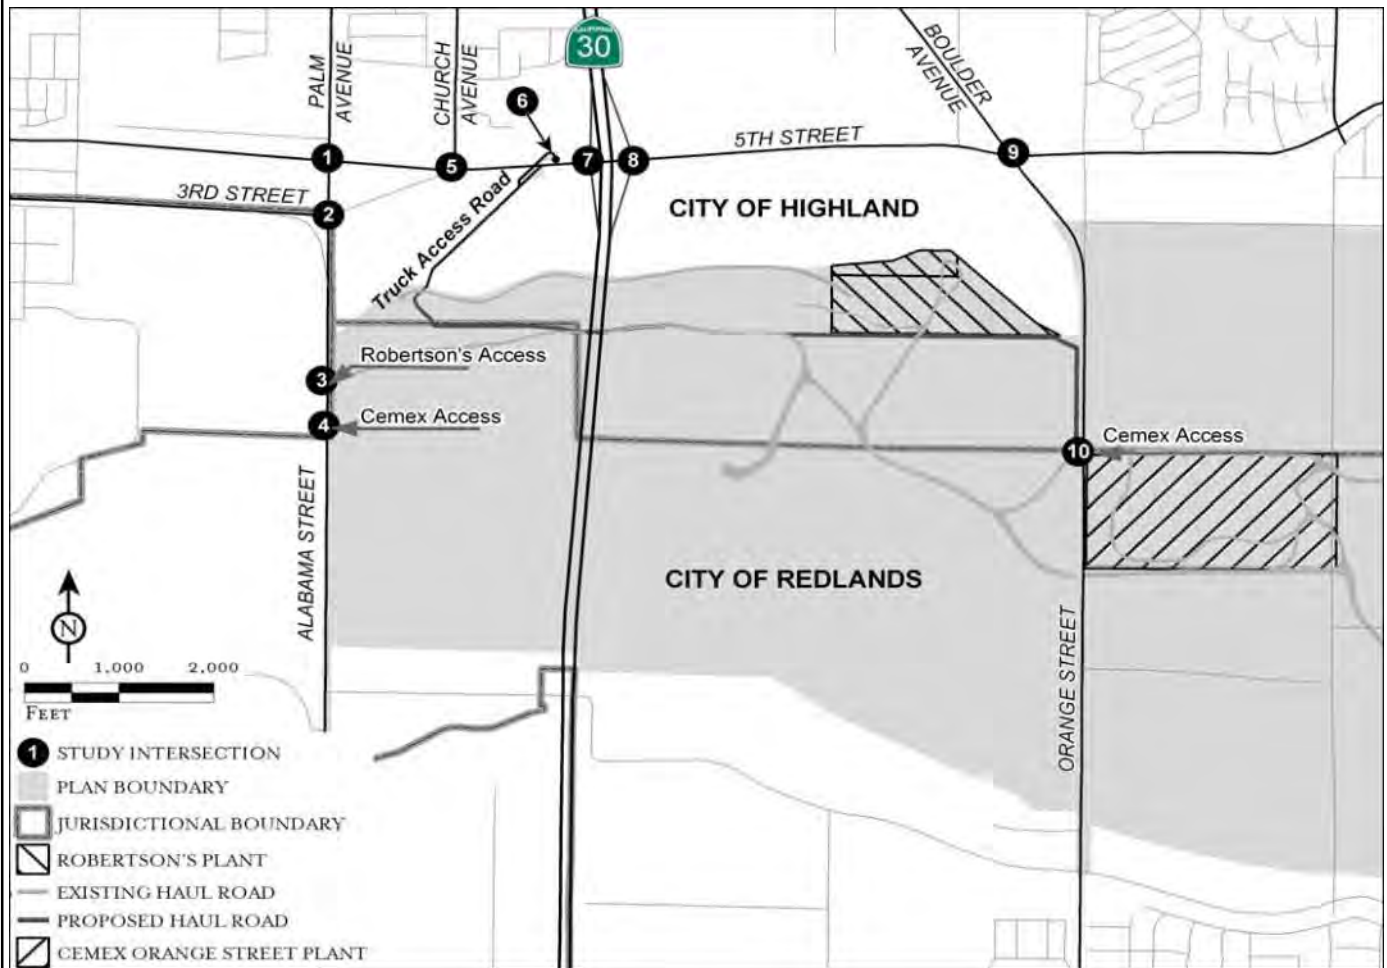 CALIFORNIA
30
PALM
AVENUE
CHURCH
AVENUE
BOULDER
AVENUE
6
1
5
7
8
5TH STREET
9
3RD STREET
2
CITY OF HIGHLAND
Truck Access Road
Robertson's Access
3
Cemex Access
4
Cemex Access
10
ALABAMA STREET
CITY OF REDLANDS
ORANGE STREET
N
0 1,000 2,000
FEET
1 STUDY INTERSECTION
PLAN BOUNDARY
JURISDICTIONAL BOUNDARY
ROBERTSON'S PLANT
EXISTING HAUL ROAD
PROPOSED HAUL ROAD
CEMEX ORANGE STREET PLANT